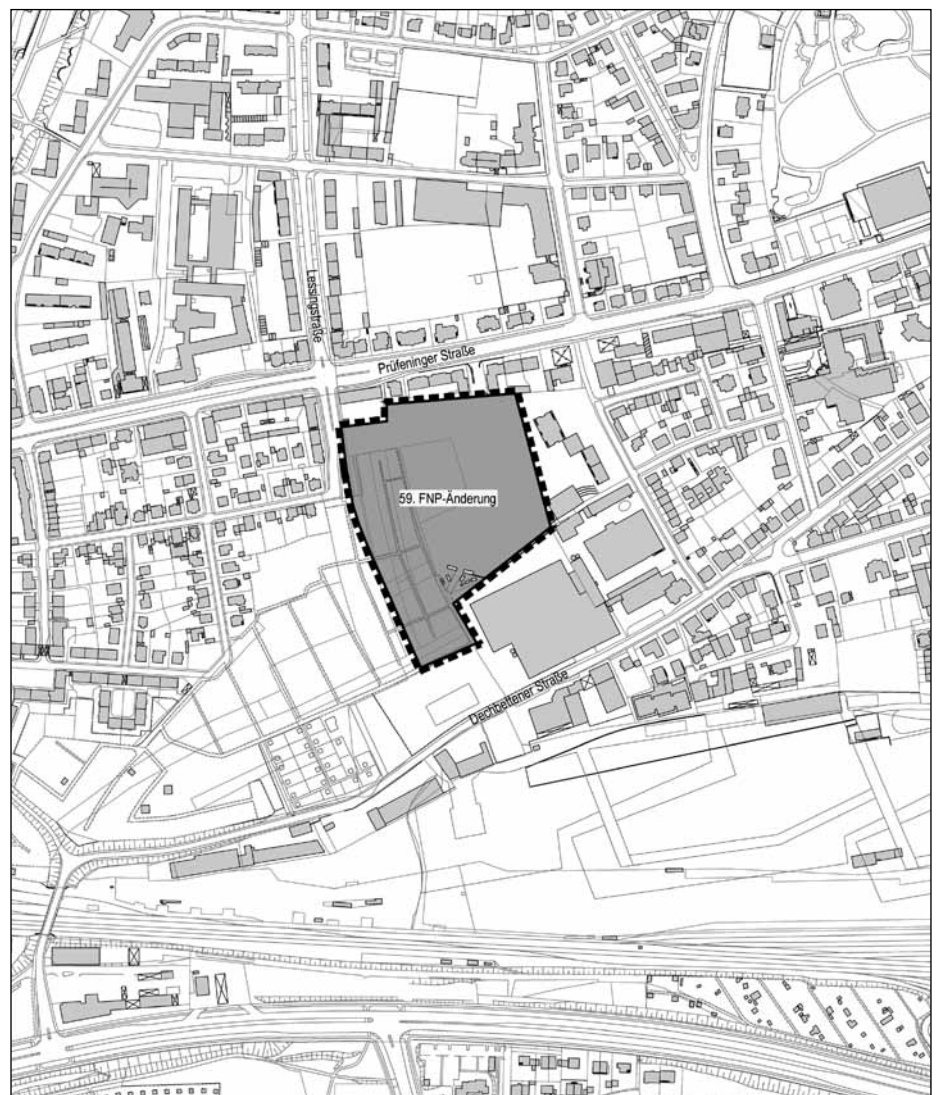 Lessingstraße
Prüfeninger Straße
59. FNP-Änderung
Dechbettener Straße